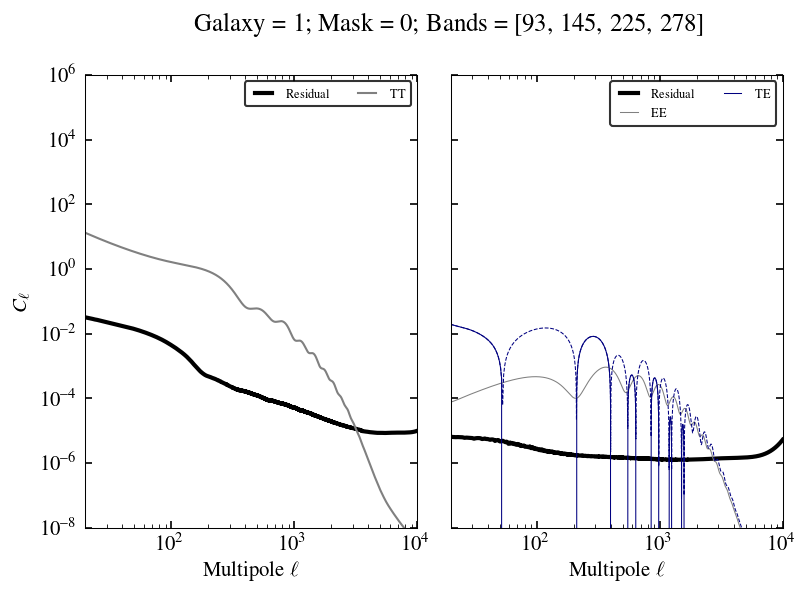 Galaxy = 1; Mask = 0; Bands = [93, 145, 225, 278]
Residual TT
Residual TE
EE
10^6
10^4
10^2
10^0
10^-2
10^-4
10^-6
10^-8
C_ℓ
10^2 10^3 10^4
10^2 10^3 10^4
Multipole ℓ
Multipole ℓ